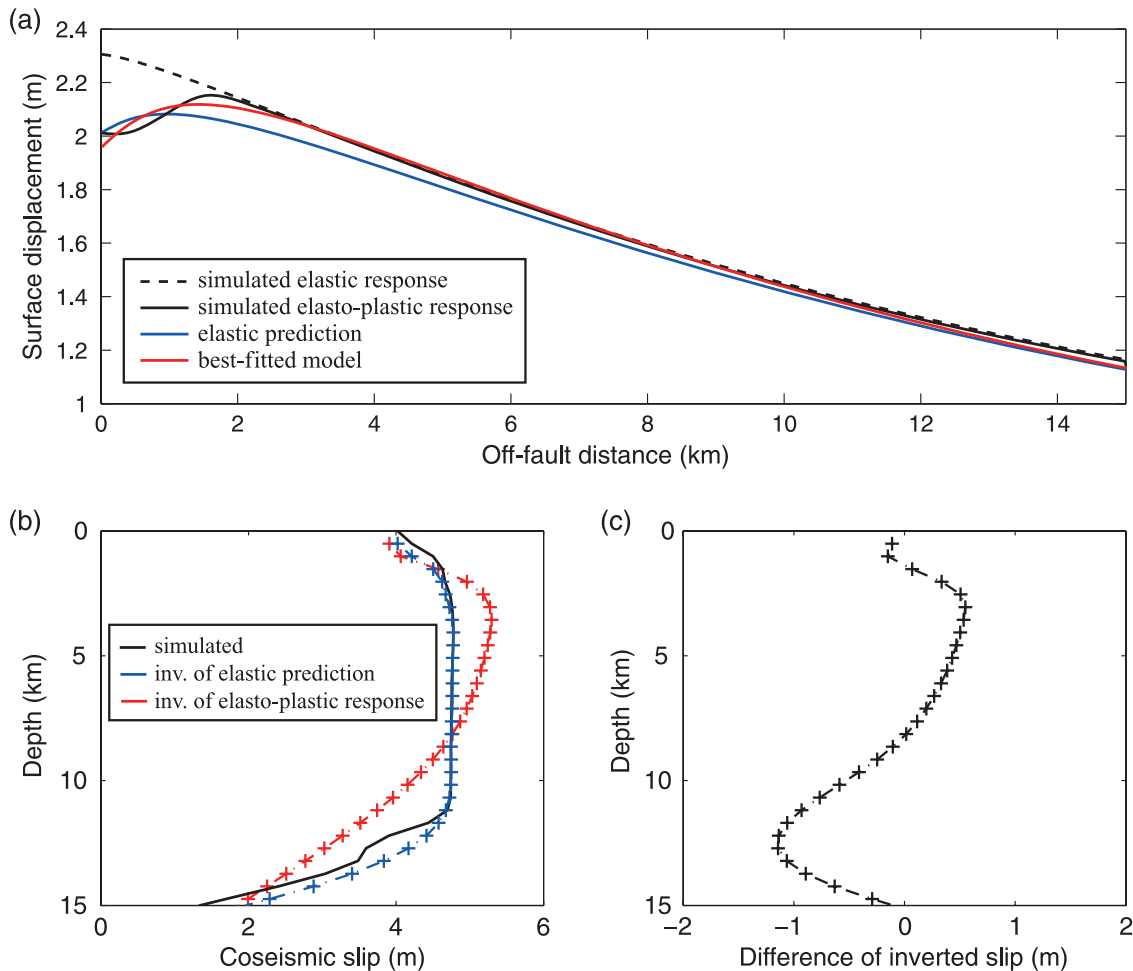 (a)
2.4
2.2
2
1.8
1.6
1.4
1.2
1
Surface displacement (m)
simulated elastic response
simulated elasto-plastic response
elastic prediction
best-fitted model
0 2 4 6 8 10 12 14
Off-fault distance (km)
(b)
0
5
10
15
Depth (km)
simulated
inv. of elastic prediction
inv. of elasto-plastic response
0 2 4 6
Coseismic slip (m)
(c)
0
5
10
15
Depth (km)
−2 −1 0 1 2
Difference of inverted slip (m)